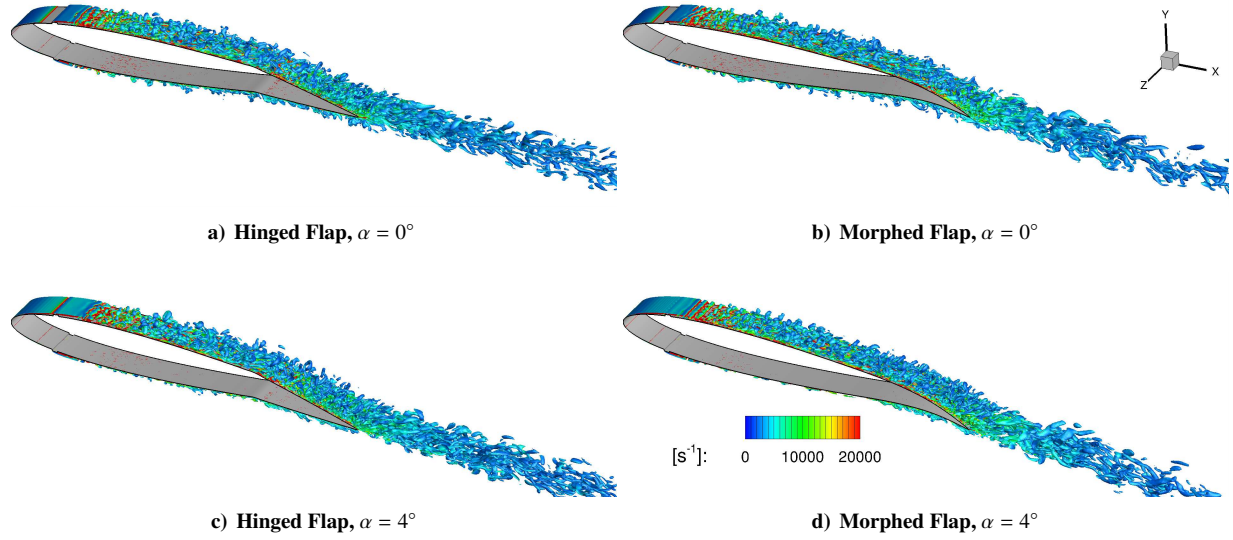 Y
X
Z
a) Hinged Flap, α = 0°
b) Morphed Flap, α = 0°
[s⁻¹]: 0 10000 20000
c) Hinged Flap, α = 4°
d) Morphed Flap, α = 4°